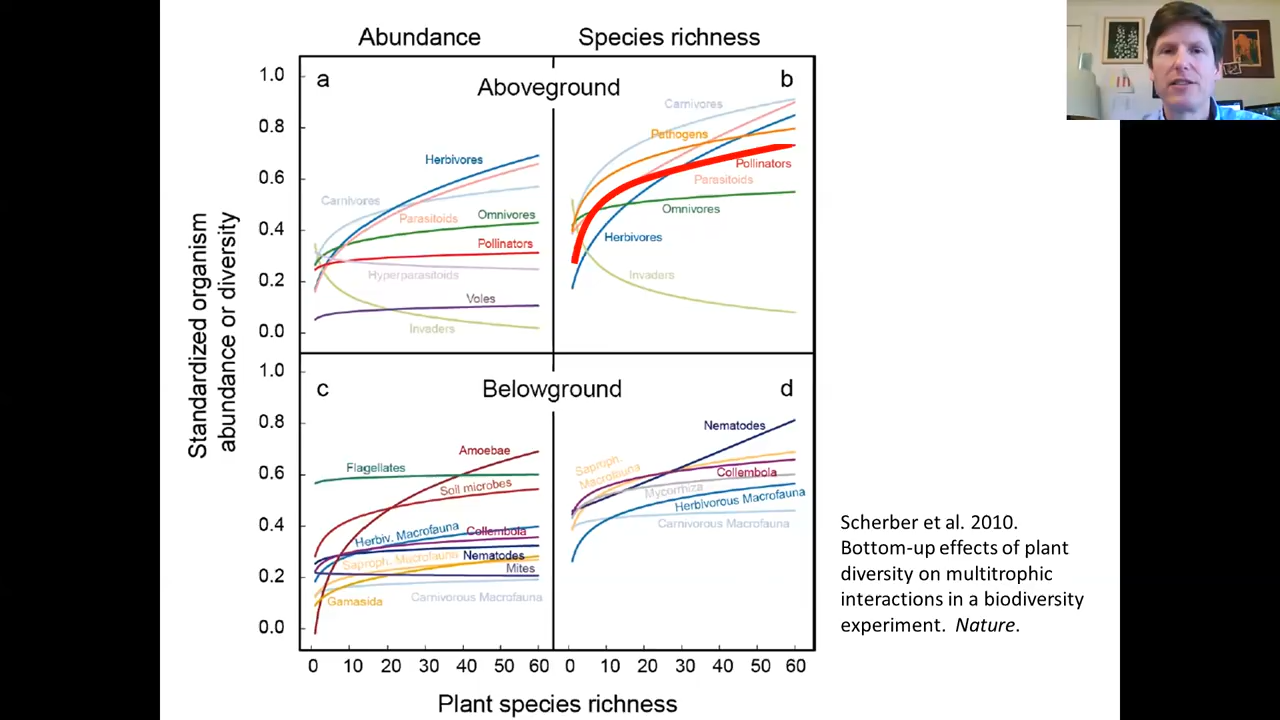 Abundance
Species richness
a
Aboveground
b
1.0
0.8
0.6
0.4
0.2
0.0
Herbivores
Carnivores
Parasitoids
Omnivores
Pollinators
Hyperparasitoids
Voles
Invaders
Carnivores
Pathogens
Pollinators
Parasitoids
Omnivores
Herbivores
Invaders
Standardized organism
abundance or diversity
c
Belowground
d
1.0
0.8
0.6
0.4
0.2
0.0
Amoebae
Flagellates
Soil microbes
Herbiv. Macrofauna
Collembola
Saproph. Macrofauna
Nematodes
Mites
Gamasida
Carnivorous Macrofauna
Nematodes
Saproph.
Macrofauna
Collembola
Mycorrhiza
Herbivorous Macrofauna
Carnivorous Macrofauna
0 10 20 30 40 50 60
0 10 20 30 40 50 60
Plant species richness
Scherber et al. 2010.
Bottom-up effects of plant
diversity on multitrophic
interactions in a biodiversity
experiment. Nature.